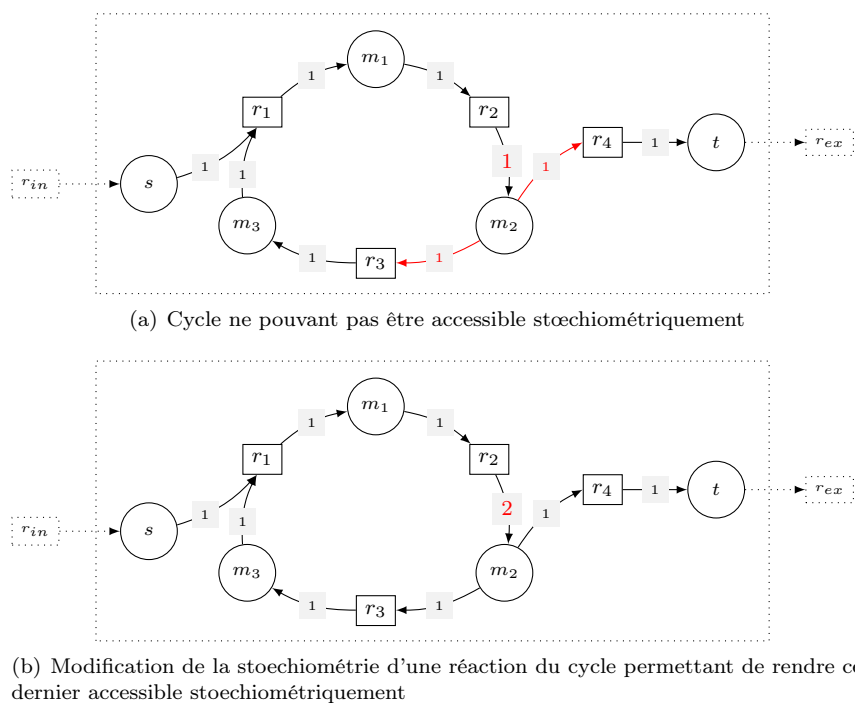 m1
1
1
r1
r2
r4
1
t
rex
1
1
1
1
rin
s
m3
m2
1
r3
1
(a) Cycle ne pouvant pas être accessible stœchiométriquement
m1
1
1
r1
r2
r4
1
t
rex
2
1
1
1
rin
s
m3
m2
1
r3
1
(b) Modification de la stoechiométrie d'une réaction du cycle permettant de rendre ce
dernier accessible stoechiométriquement